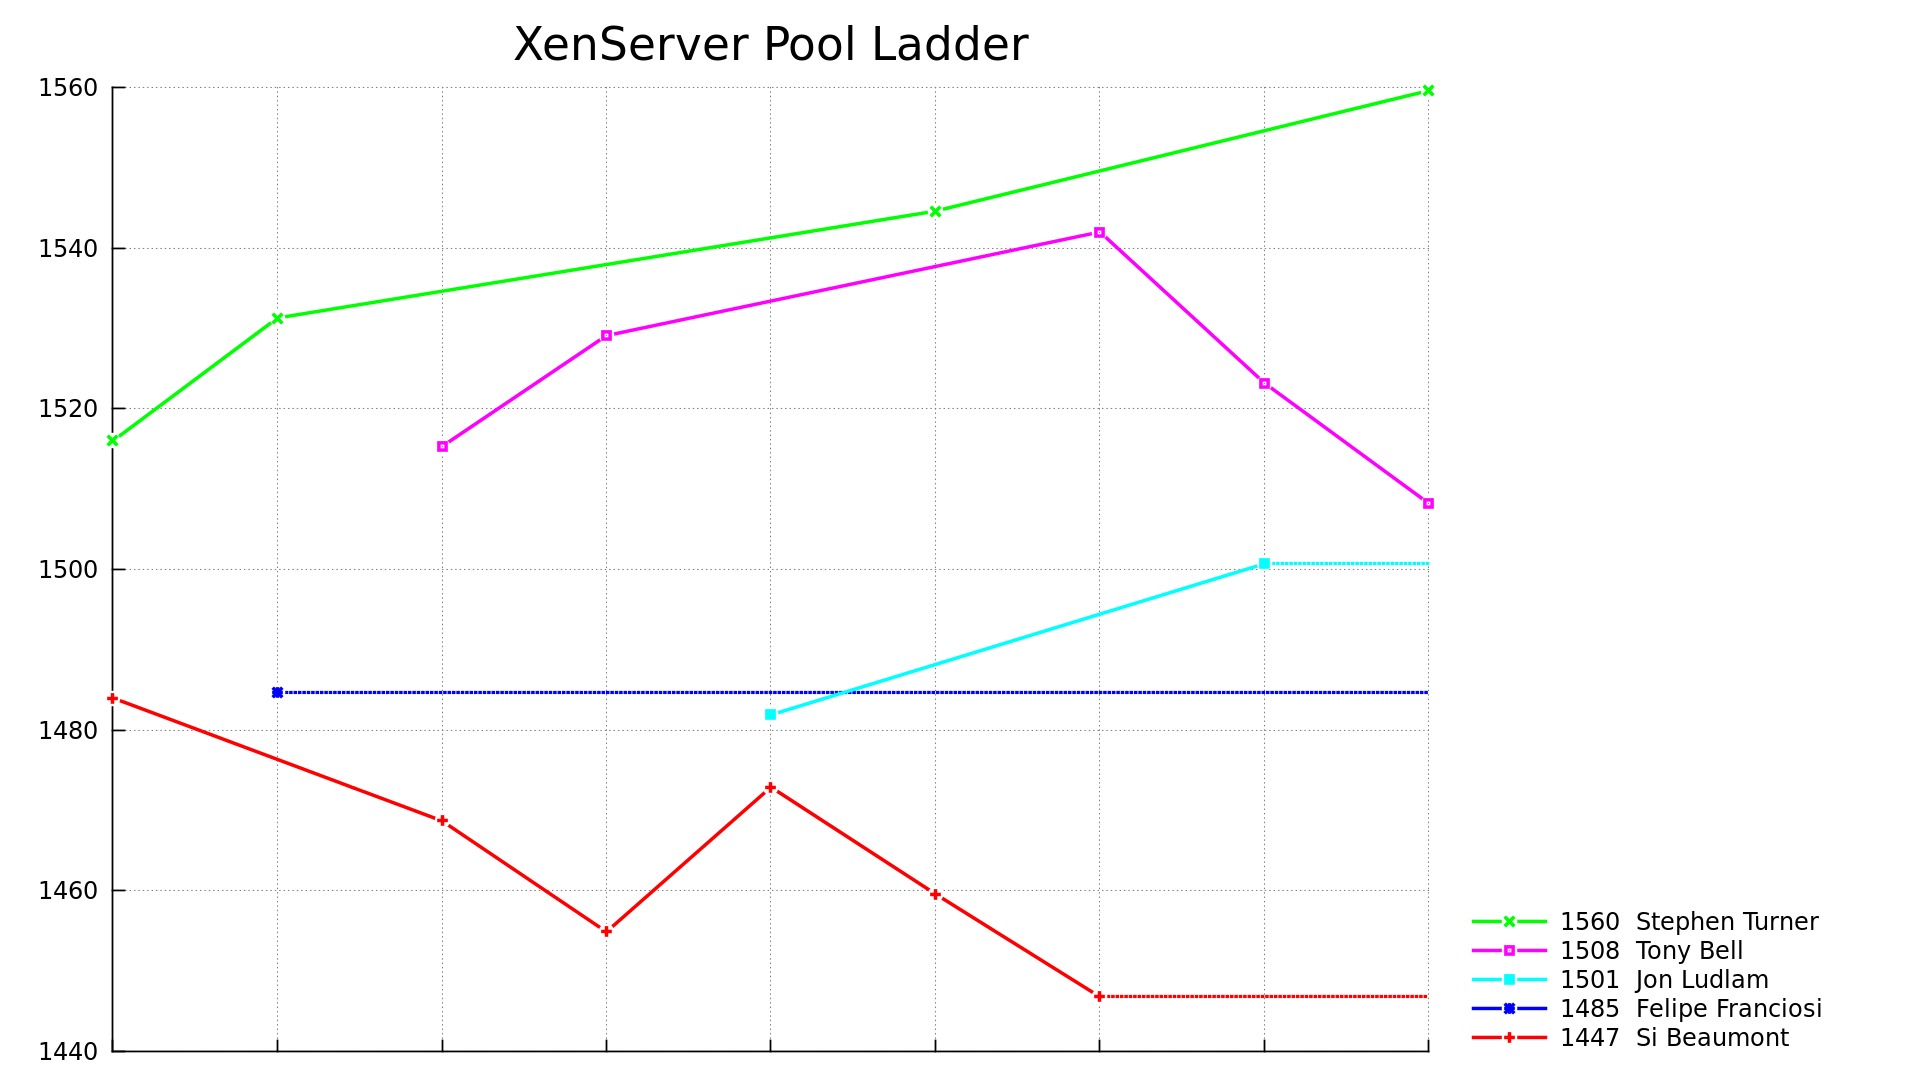 XenServer Pool Ladder
1560
1540
1520
1500
1480
1460
1440
1560 Stephen Turner
1508 Tony Bell
1501 Jon Ludlam
1485 Felipe Franciosi
1447 Si Beaumont